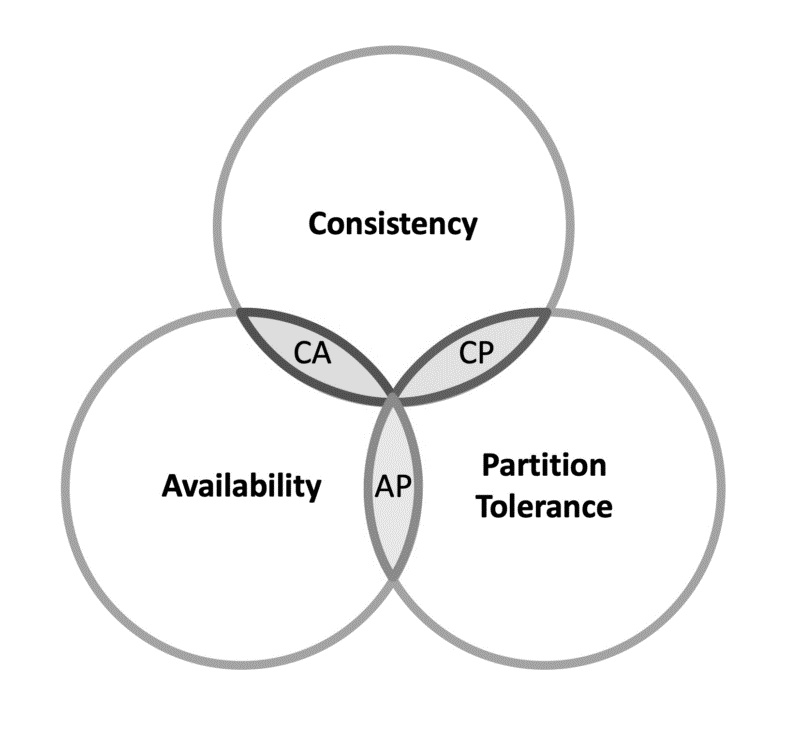 Consistency
CA
CP
Availability
AP
Partition
Tolerance